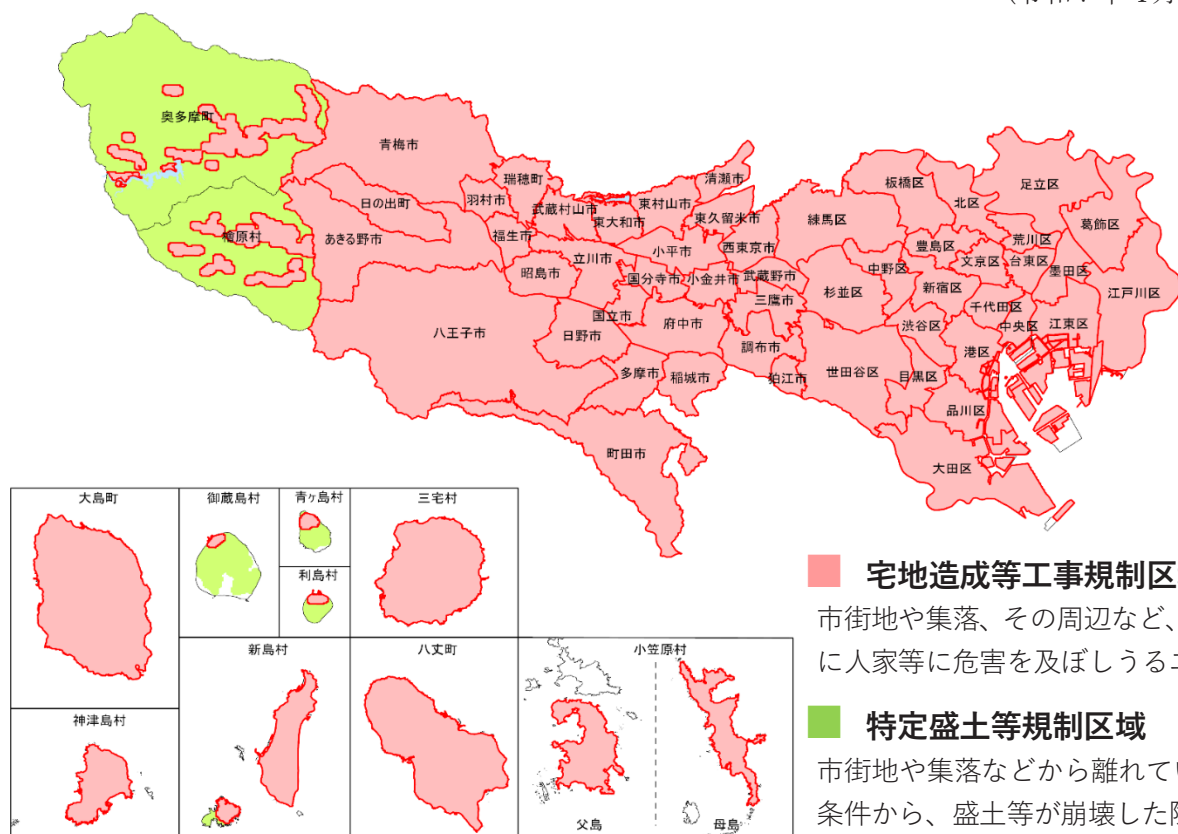 奥多摩町
青梅市
瑞穂町
清瀬市
板橋区
足立区
北区
日の出町
羽村市
武蔵村山市
東村山市
東久留米市
練馬区
葛飾区
檜原村
あきる野市
福生市
東大和市
小平市
西東京市
豊島区
荒川区
文京区
台東区
墨田区
昭島市
立川市
国分寺市
小金井市
武蔵野市
中野区
杉並区
新宿区
千代田区
江戸川区
八王子市
国立市
日野市
府中市
三鷹市
渋谷区
中央区
江東区
調布市
港区
多摩市
稲城市
狛江市
世田谷区
目黒区
品川区
町田市
大田区
大島町
御蔵島村
青ヶ島村
三宅村
利島村
新島村
八丈町
小笠原村
神津島村
父島
母島
宅地造成等工事規制区
市街地や集落、その周辺など、
に人家等に危害を及ぼしうるエ
特定盛土等規制区域
市街地や集落などから離れてい
条件から、盛土等が崩壊した際